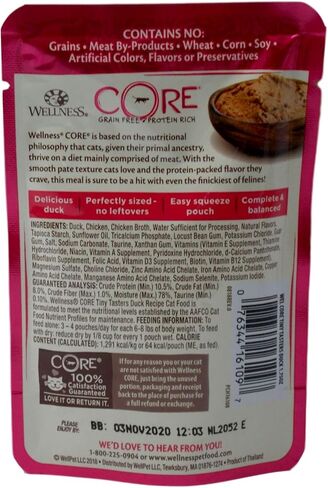 CONTAINS NO:
Grains • Meat By-Products • Wheat • Corn • Soy •
Artificial Colors, Flavors or Preservatives
WELLNESS®
CORE®
GRAIN FREE PROTEIN RICH
Wellness® CORE® is based on the nutritional
philosophy that cats, given their primal ancestry,
thrive on a diet mainly comprised of meat. With the
smooth pate texture cats love and the protein-packed flavor they
crave, this meal is sure to be a hit with even the finickiest of felines!
Delicious duck
Perfectly sized- no leftovers
Easy squeeze pouch
Complete & balanced
INGREDIENTS: Duck, Chicken, Chicken Broth, Water Sufficient for Processing, Natural Flavors,
Tapioca Starch, Sunflower Oil, Tricalcium Phosphate, Locust Bean Gum, Potassium Chloride, Guar
Gum, Salt, Sodium Carbonate, Taurine, Xanthan Gum, Vitamins (Vitamin E Supplement, Thiamine
Hydrochloride, Niacin, Vitamin A Supplement, Pyridoxine Hydrochloride, d-Calcium Pantothenate,
Riboflavin Supplement, Folic Acid, Vitamin D3 Supplement, Biotin, Vitamin B12 Supplement),
Magnesium Sulfate, Choline Chloride, Zinc Amino Acid Chelate, Iron Amino Acid Chelate, Copper
Amino Acid Chelate, Manganese Amino Acid Chelate, Sodium Selenite, Potassium Iodide.
GUARANTEED ANALYSIS: Crude Protein (Min.) 10.5%, Crude Fat (Min.)
6.0%, Crude Fiber (Max.) 1.0%, Moisture (Max.) 78%, Taurine (Min.)
0.10%. Wellness® CORE Tiny Tasters Duck Recipe Cat Food is
formulated to meet the nutritional levels established by the AAFCO Cat
Food Nutrient Profiles for maintenance. FEEDING INSTRUCTIONS: To
feed alone: 3 – 4 pouches/day for each 6-8 lbs of body weight. To feed
with dry: reduce dry by 1/8 cup for every 1 pouch wet. CALORIE
CONTENT (CALCULATED): 1,291 kcal/kg or 64 kcal/pouch (ME, as fed)
CORE
100%
Satisfaction
GUARANTEED
LOVE IT OR RETURN IT.
If for any reason you or your cat
are not satisfied with Wellness
CORE, just bring the unused
portion, packaging and receipt
back to the place of purchase for
a full refund or exchange.
PLEASE
ENJOY BY:
BB: 03NOV2020 12:03 NL2052 E
WE'D LOVE TO HEAR FROM YOU!
1-800-225-0904 or www.wellnesspetfood.com
©WellPet LLC 2018 • Distributed by WellPet LLC, Tewksbury, MA 01876-1274 • Product of Thailand